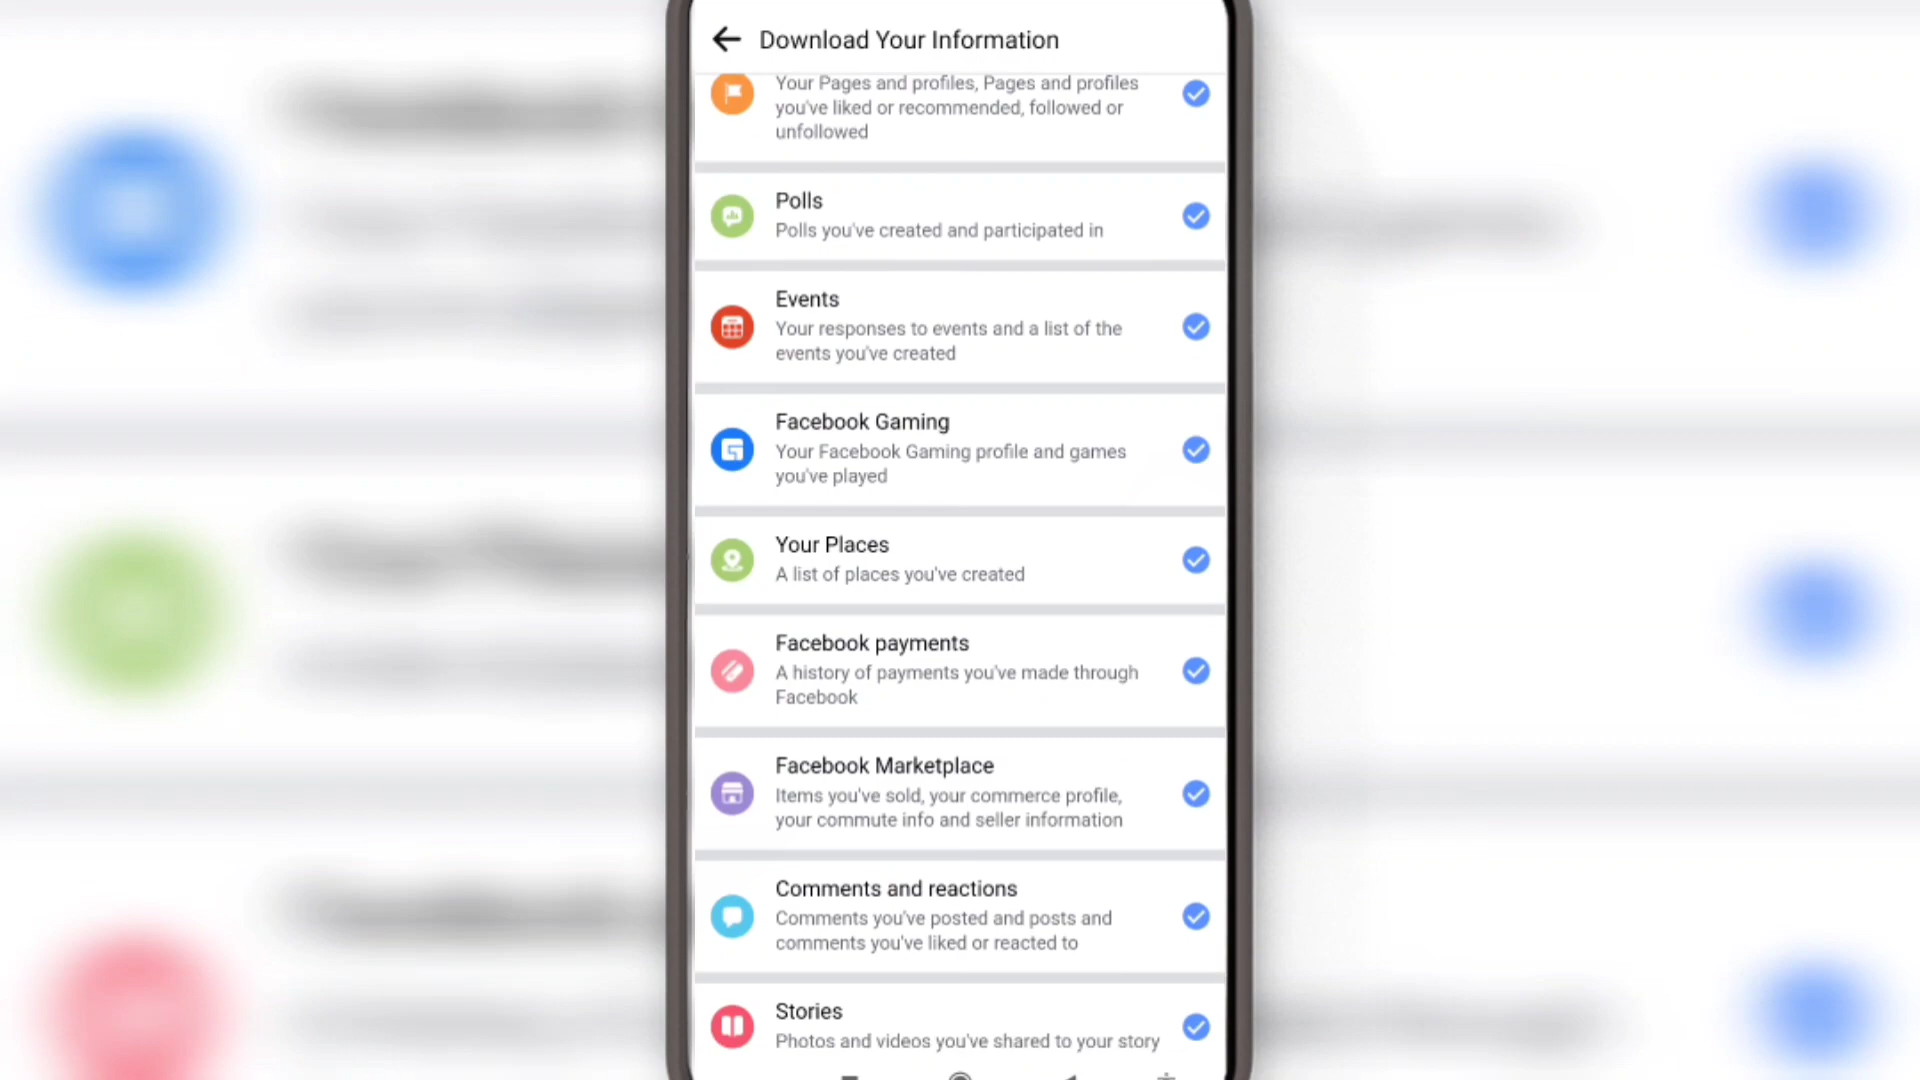 Download Your Information
Your Pages and profiles, Pages and profiles
you've liked or recommended, followed or
unfollowed
Polls
Polls you've created and participated in
Events
Your responses to events and a list of the
events you've created
Facebook Gaming
Your Facebook Gaming profile and games
you've played
Your Places
A list of places you've created
Facebook payments
A history of payments you've made through
Facebook
Facebook Marketplace
Items you've sold, your commerce profile,
your commute info and seller information
Comments and reactions
Comments you've posted and posts and
comments you've liked or reacted to
Stories
Photos and videos you've shared to your story